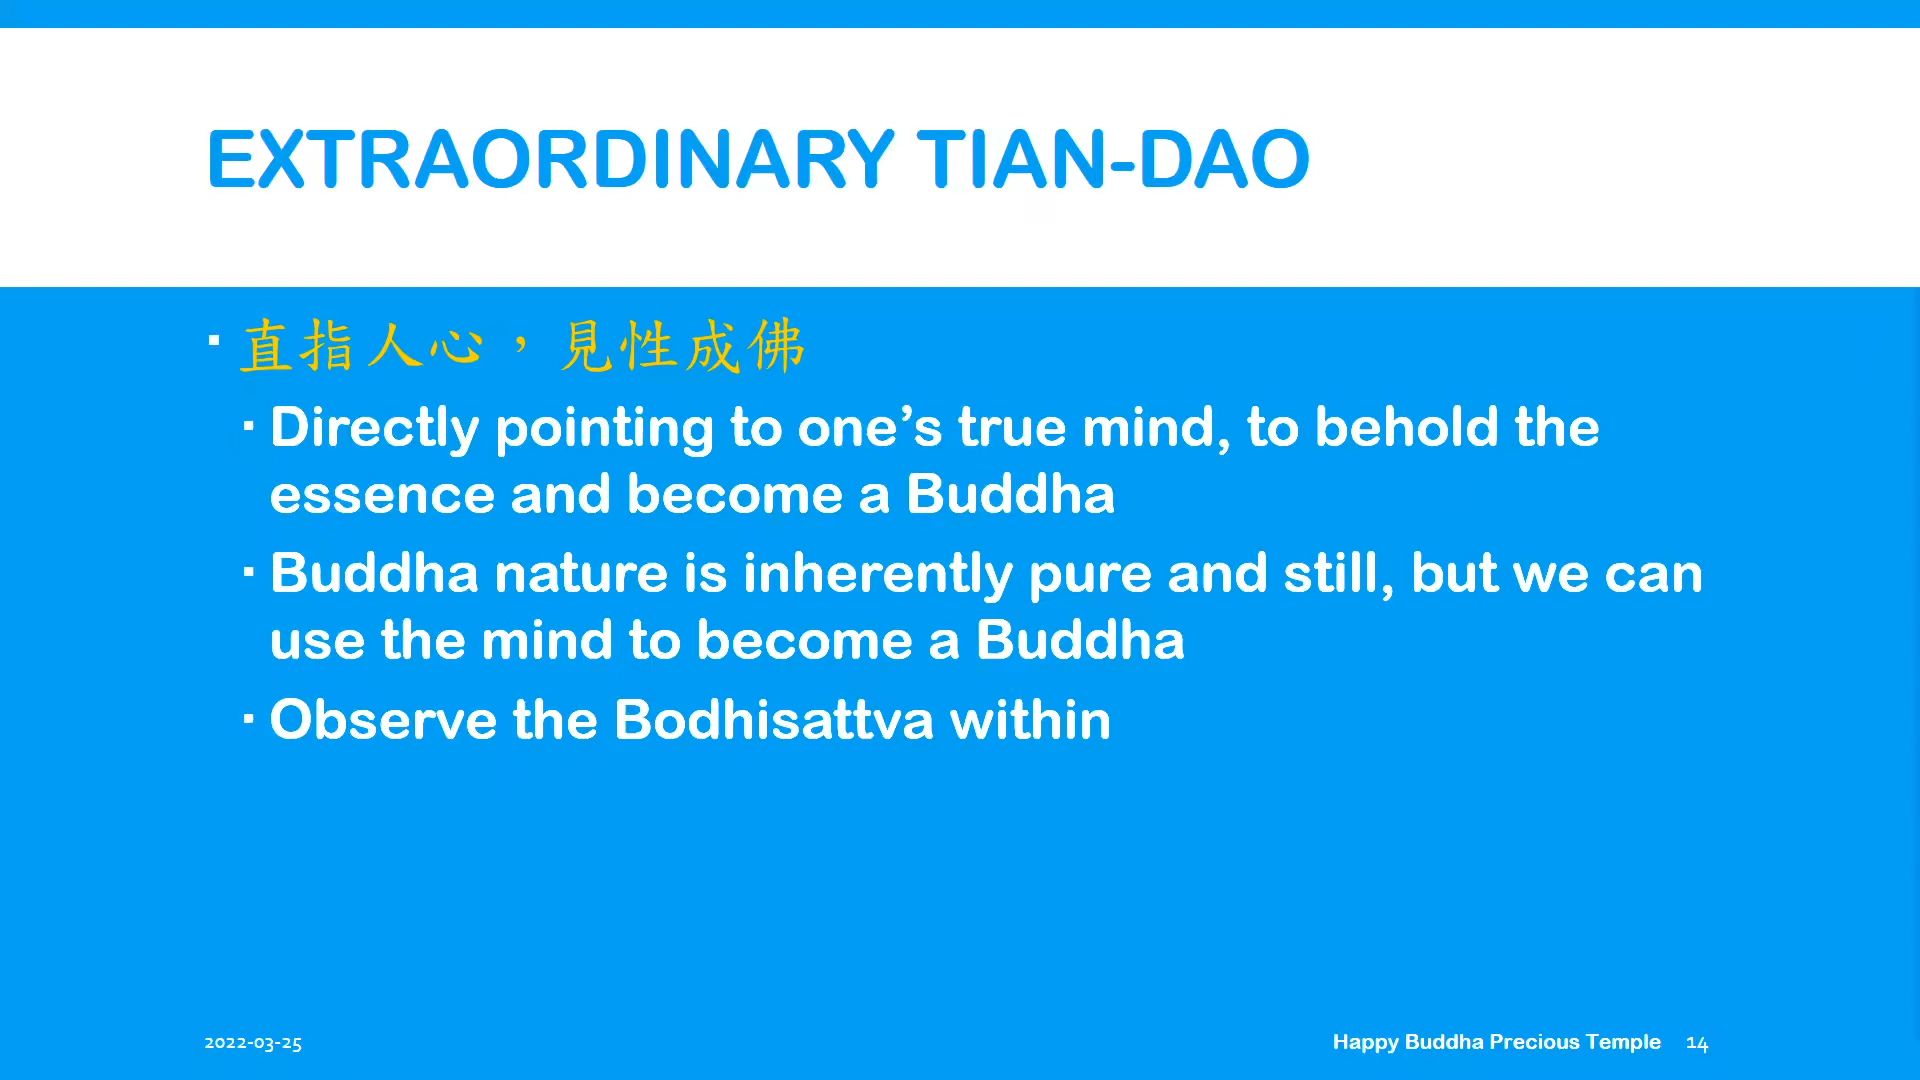 EXTRAORDINARY TIAN-DAO
▪ 直指人心，見性成佛
▪ Directly pointing to one’s true mind, to behold the
essence and become a Buddha
▪ Buddha nature is inherently pure and still, but we can
use the mind to become a Buddha
▪ Observe the Bodhisattva within
2022-03-25
Happy Buddha Precious Temple 14